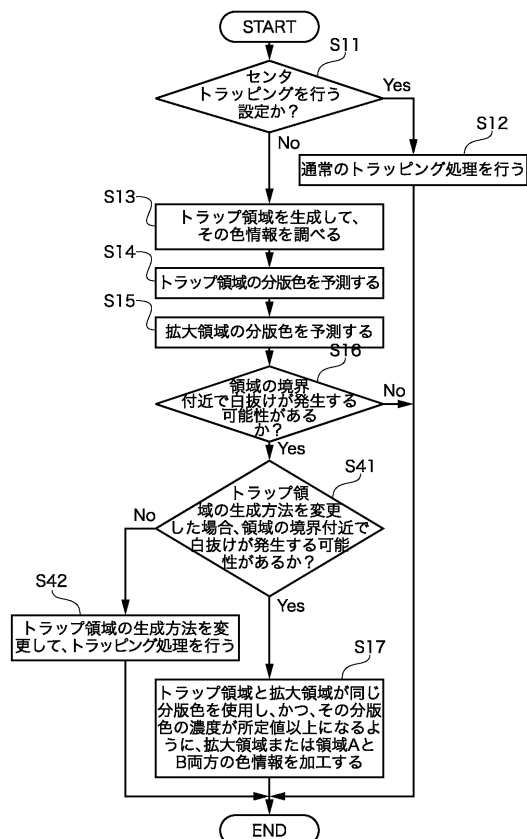 START
S11
センタ
トラッピングを行う
設定か？
Yes
No
S12
通常のトラッピング処理を行う
S13
トラップ領域を生成して、
その色情報を調べる
S14
トラップ領域の分版色を予測する
S15
拡大領域の分版色を予測する
S16
領域の境界
付近で白抜けが発生する
可能性がある
か？
No
Yes
S41
トラップ領
域の生成方法を変更
した場合、領域の境界付近で
白抜けが発生する可能
性があるか？
No
Yes
S42
トラップ領域の生成方法を変
更して、トラッピング処理を行う
S17
トラップ領域と拡大領域が同じ
分版色を使用し、かつ、その分版
色の濃度が所定値以上になるよ
うに、拡大領域または領域Aと
B両方の色情報を加工する
END